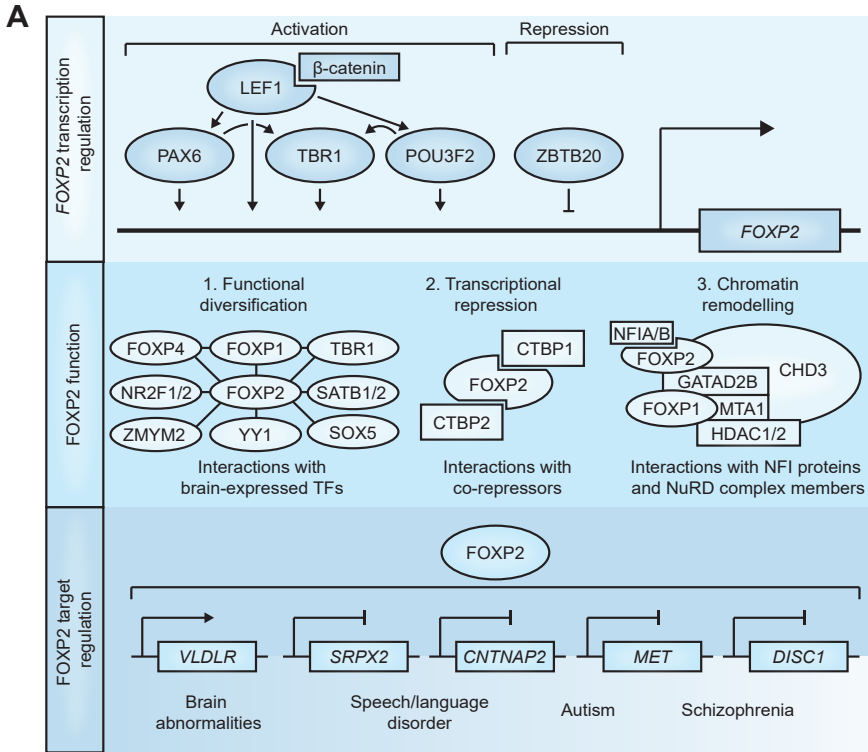 A
FOXP2 transcription
regulation
Activation
Repression
LEF1
β-catenin
PAX6
TBR1
POU3F2
ZBTB20
FOXP2
FOXP2 function
1. Functional
diversification
FOXP4
FOXP1
TBR1
NR2F1/2
FOXP2
SATB1/2
ZMYM2
YY1
SOX5
Interactions with
brain-expressed TFs
2. Transcriptional
repression
CTBP1
FOXP2
CTBP2
Interactions with
co-repressors
3. Chromatin
remodelling
NFIA/B
FOXP2
CHD3
GATAD2B
FOXP1
MTA1
HDAC1/2
Interactions with NFI proteins
and NuRD complex members
FOXP2 target
regulation
FOXP2
VLDLR
SRPX2
CNTNAP2
MET
DISC1
Brain
abnormalities
Speech/language
disorder
Autism
Schizophrenia